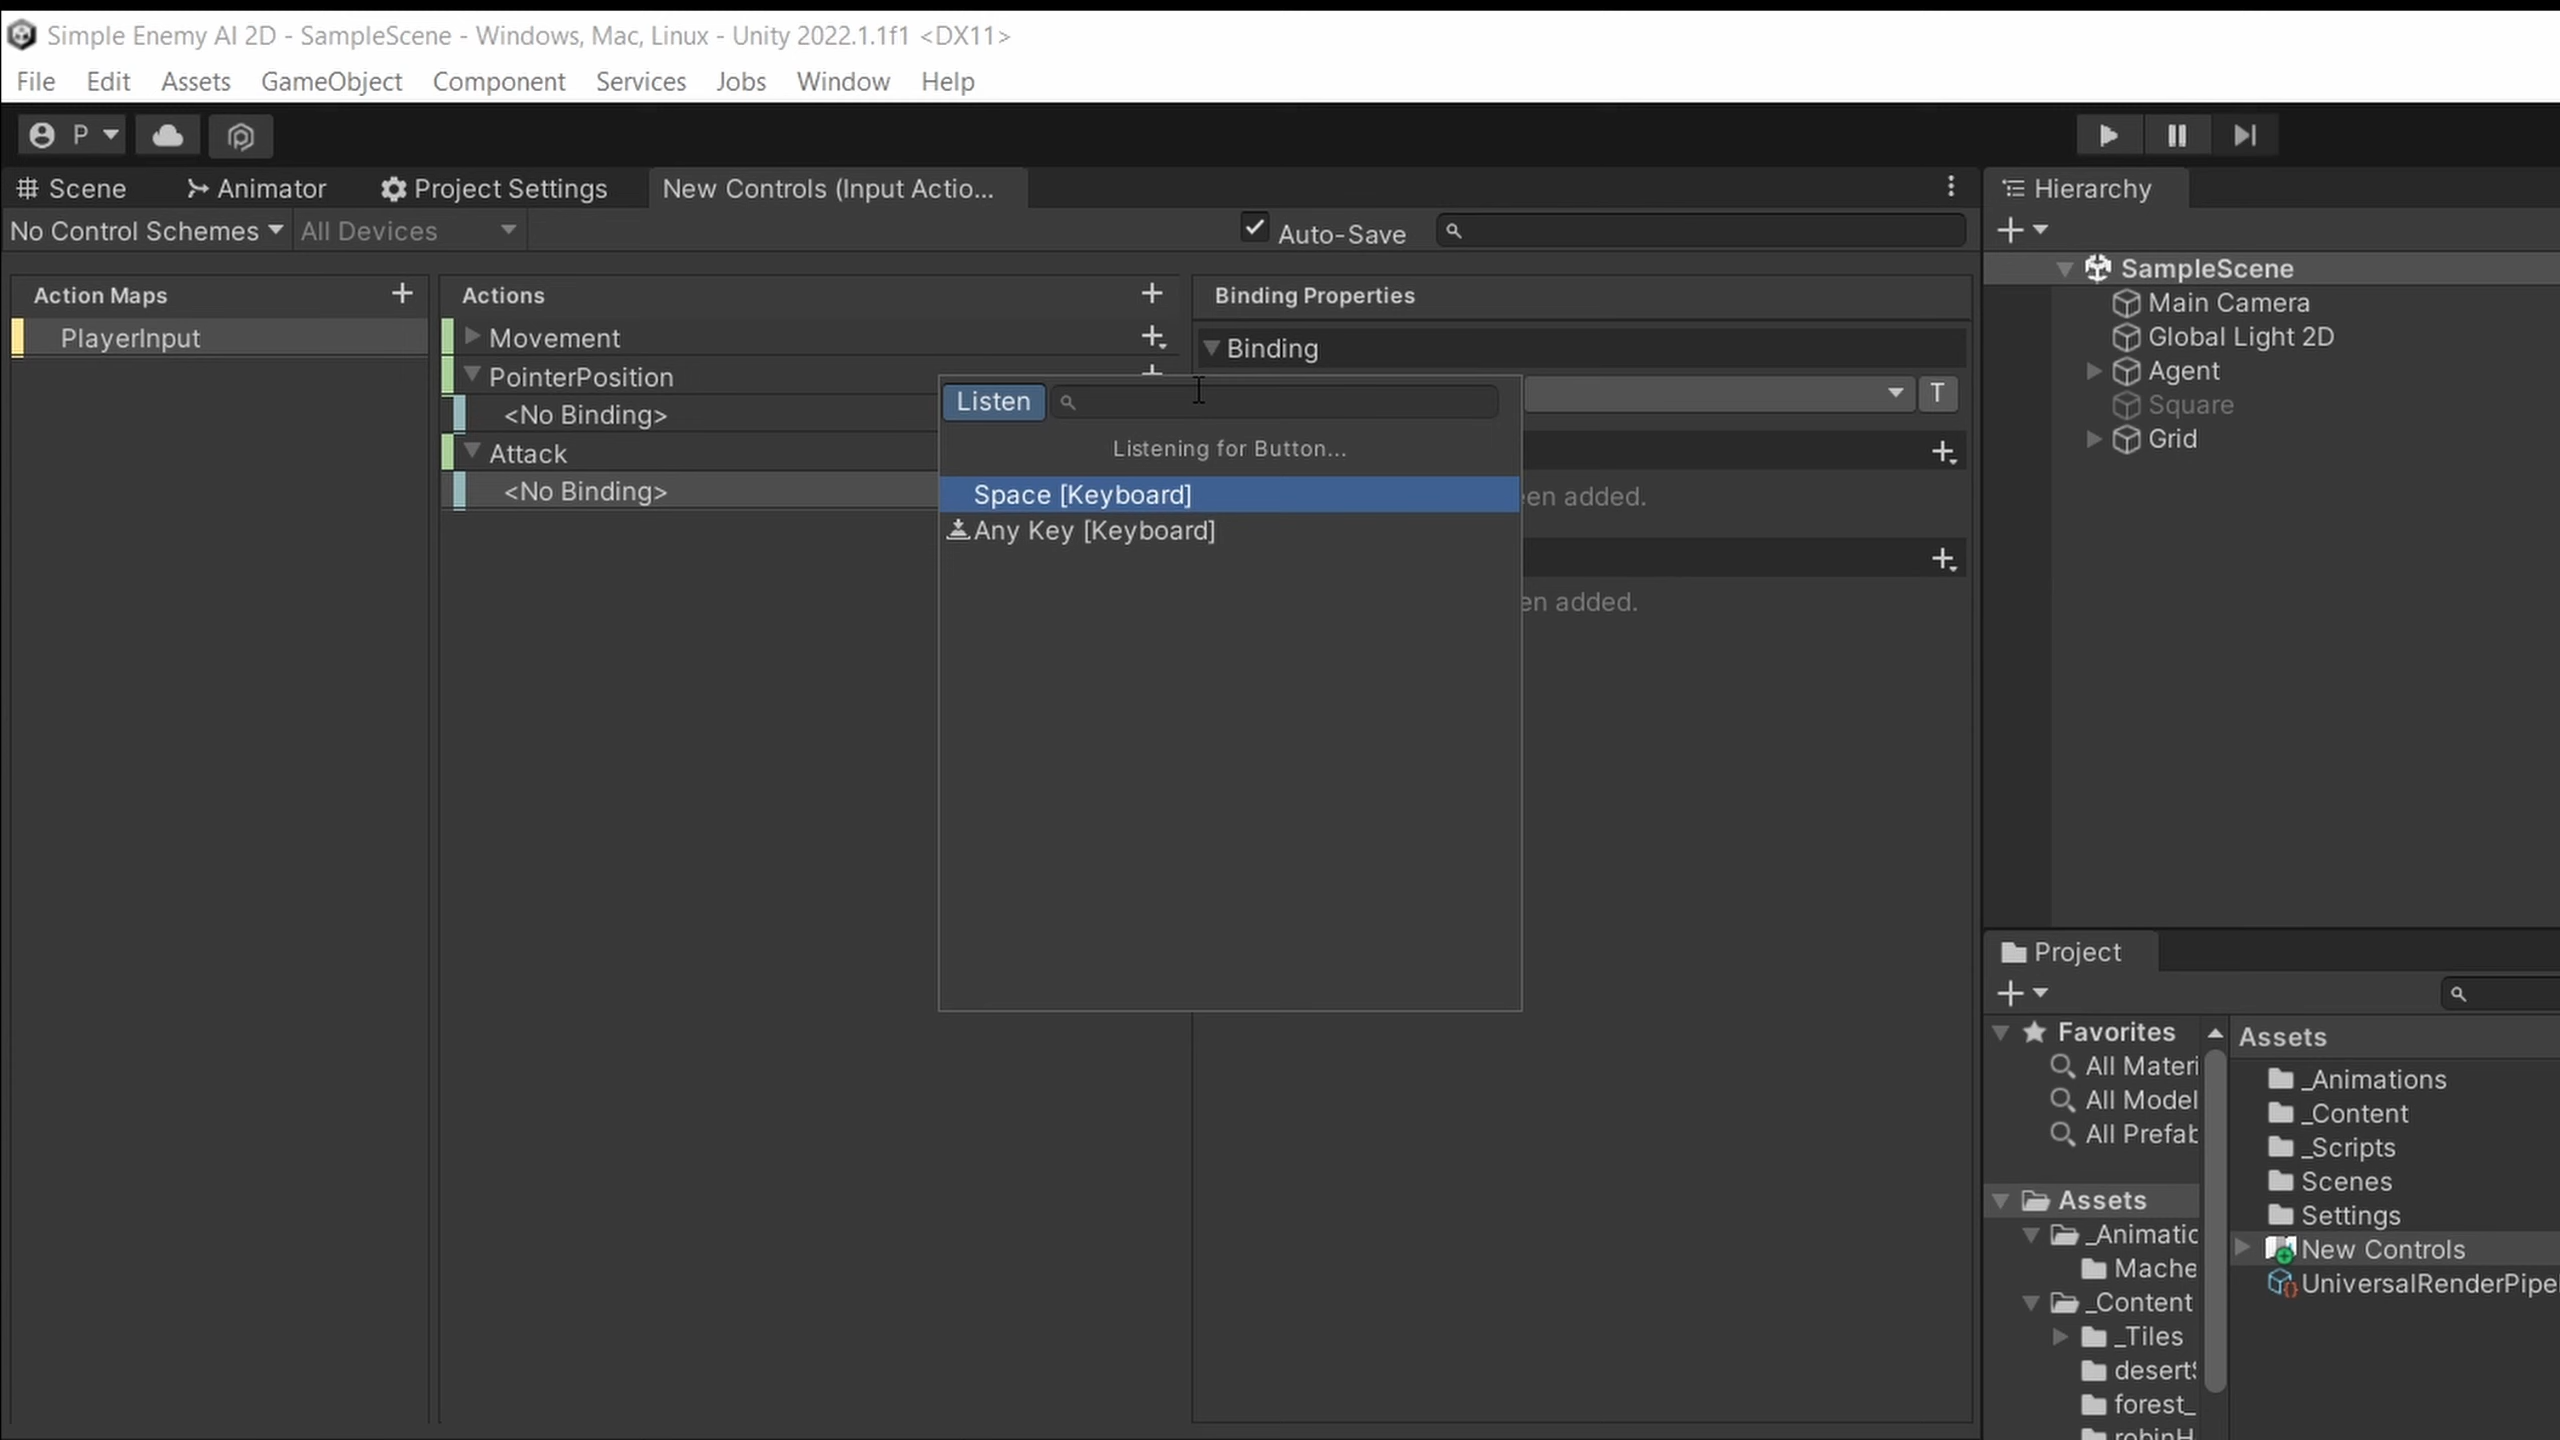 Simple Enemy AI 2D - SampleScene - Windows, Mac, Linux - Unity 2022.1.1f1 <DX11>
File Edit Assets GameObject Component Services Jobs Window Help
P
Scene Animator Project Settings New Controls (Input Actio...
No Control Schemes All Devices Auto-Save
Action Maps
PlayerInput
Actions
Movement
PointerPosition
<No Binding>
Attack
<No Binding>
Binding Properties
Binding
T
Listen
Listening for Button...
Space [Keyboard]
Any Key [Keyboard]
en added.
en added.
Hierarchy
SampleScene
Main Camera
Global Light 2D
Agent
Square
Grid
Project
Favorites
All Materi
All Model
All Prefab
Assets
_Animatic
Mache
_Content
_Tiles
desert
forest_
robinH
Assets
_Animations
_Content
_Scripts
Scenes
Settings
New Controls
UniversalRenderPipe